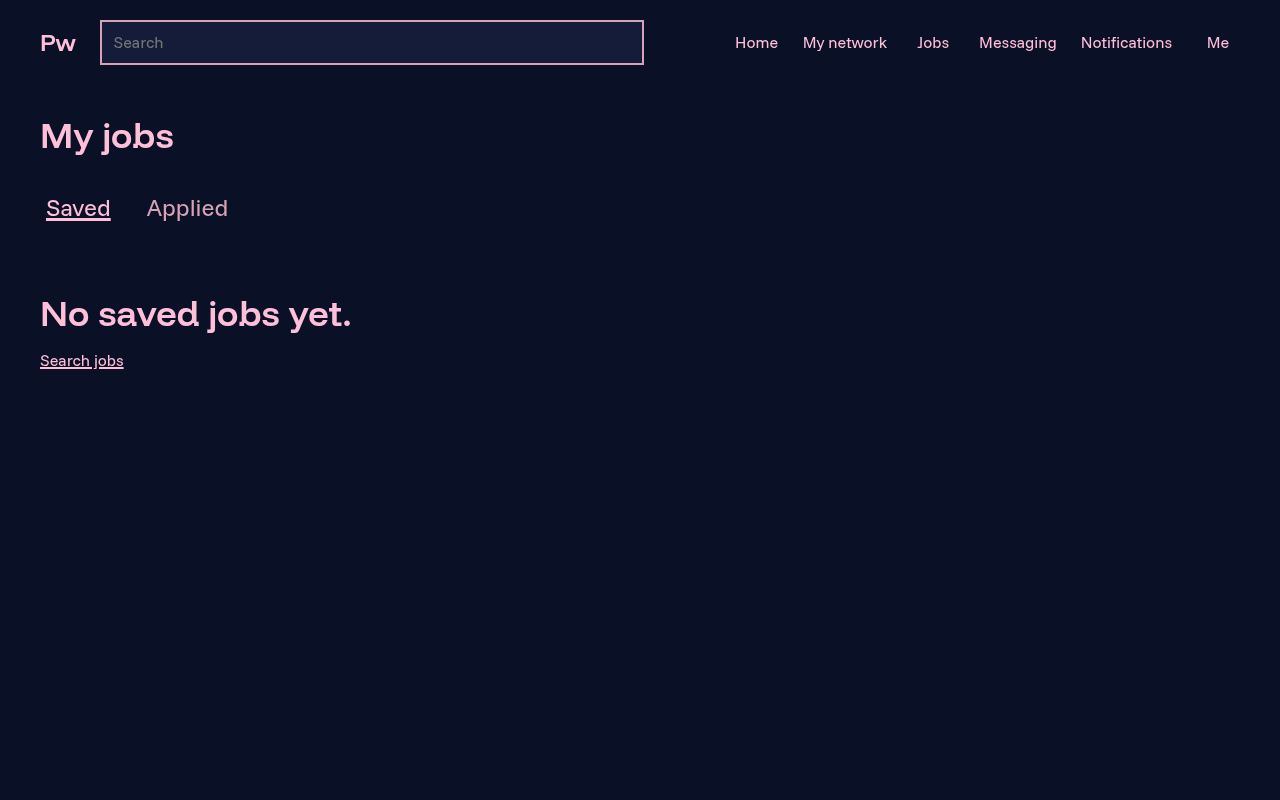 Pw
Search
Home My network Jobs Messaging Notifications Me
My jobs
Saved Applied
No saved jobs yet.
Search jobs